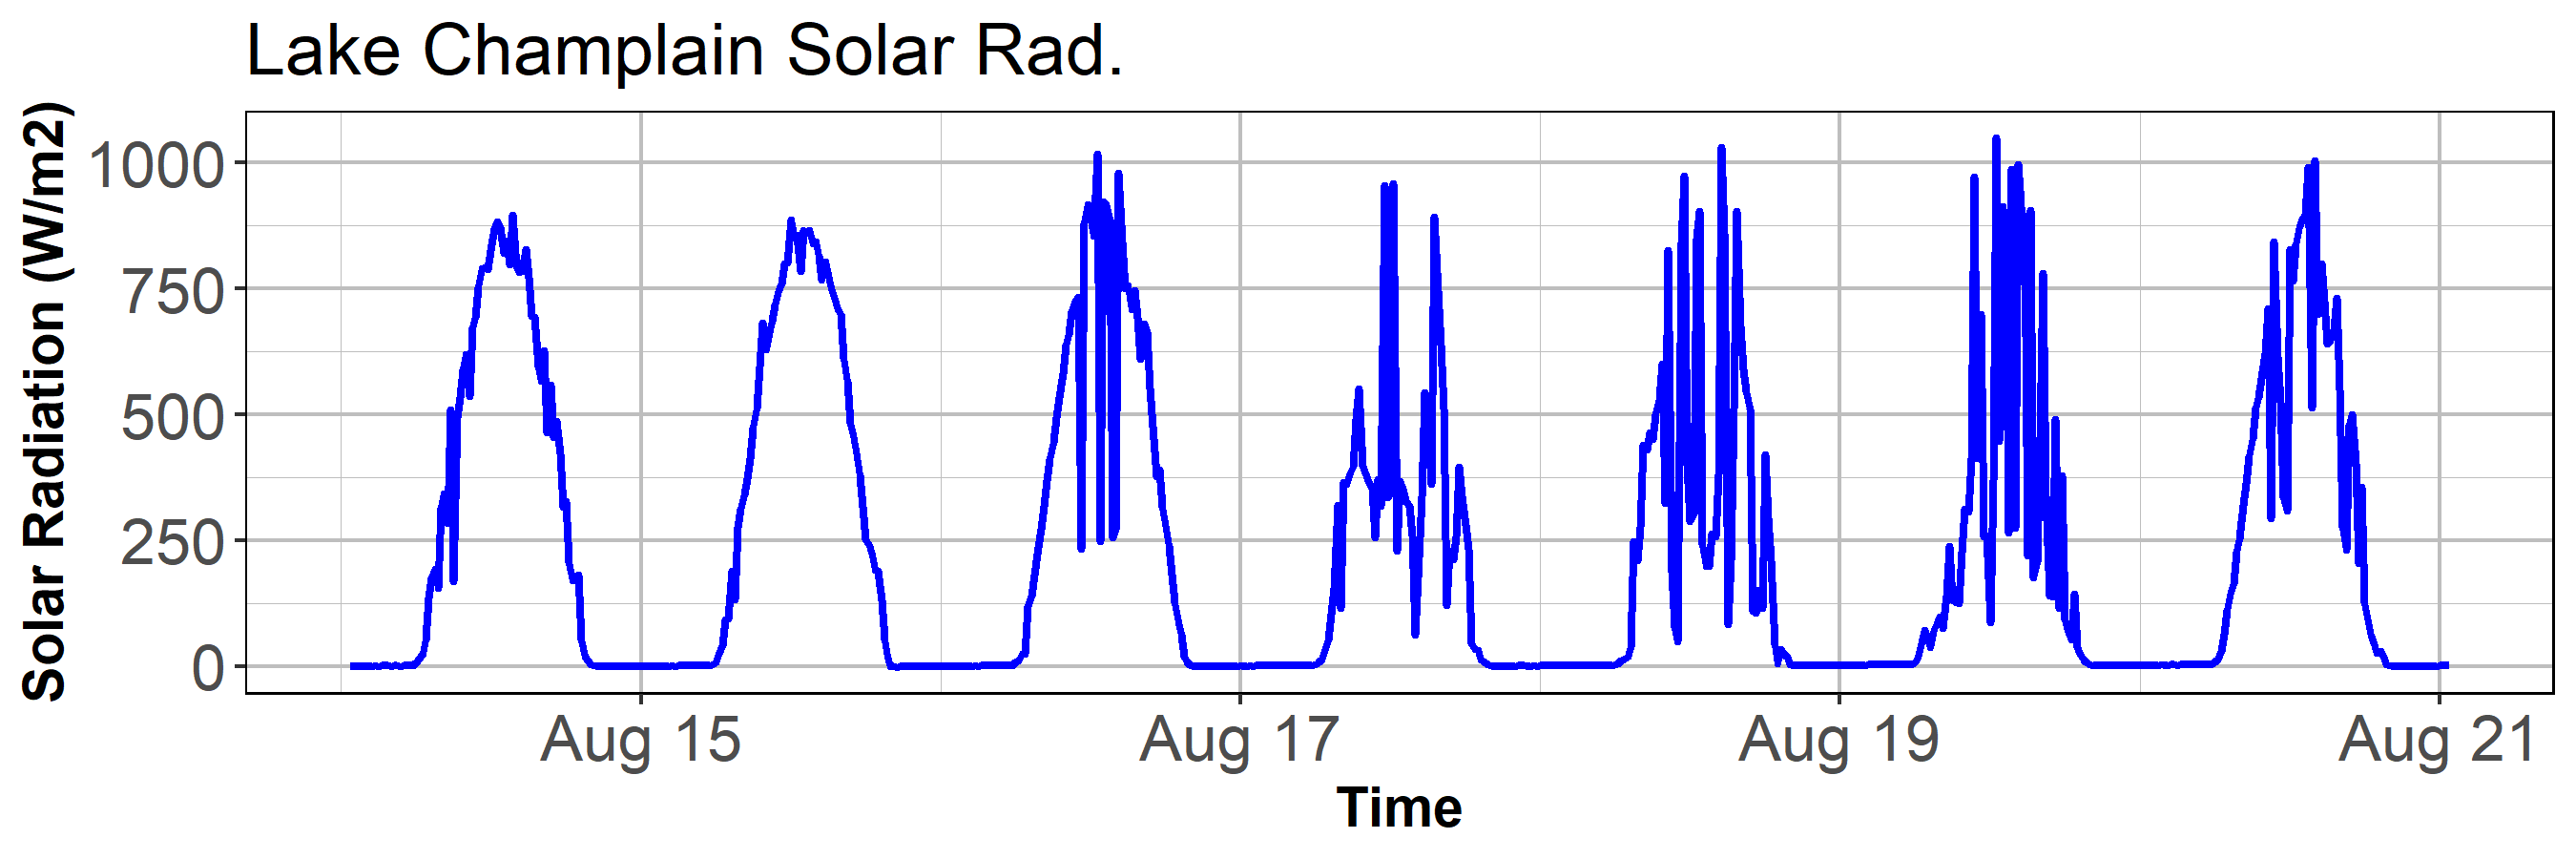 Lake Champlain Solar Rad.
Solar Radiation (W/m2)
1000
750
500
250
0
Aug 15 Aug 17 Aug 19 Aug 21
Time